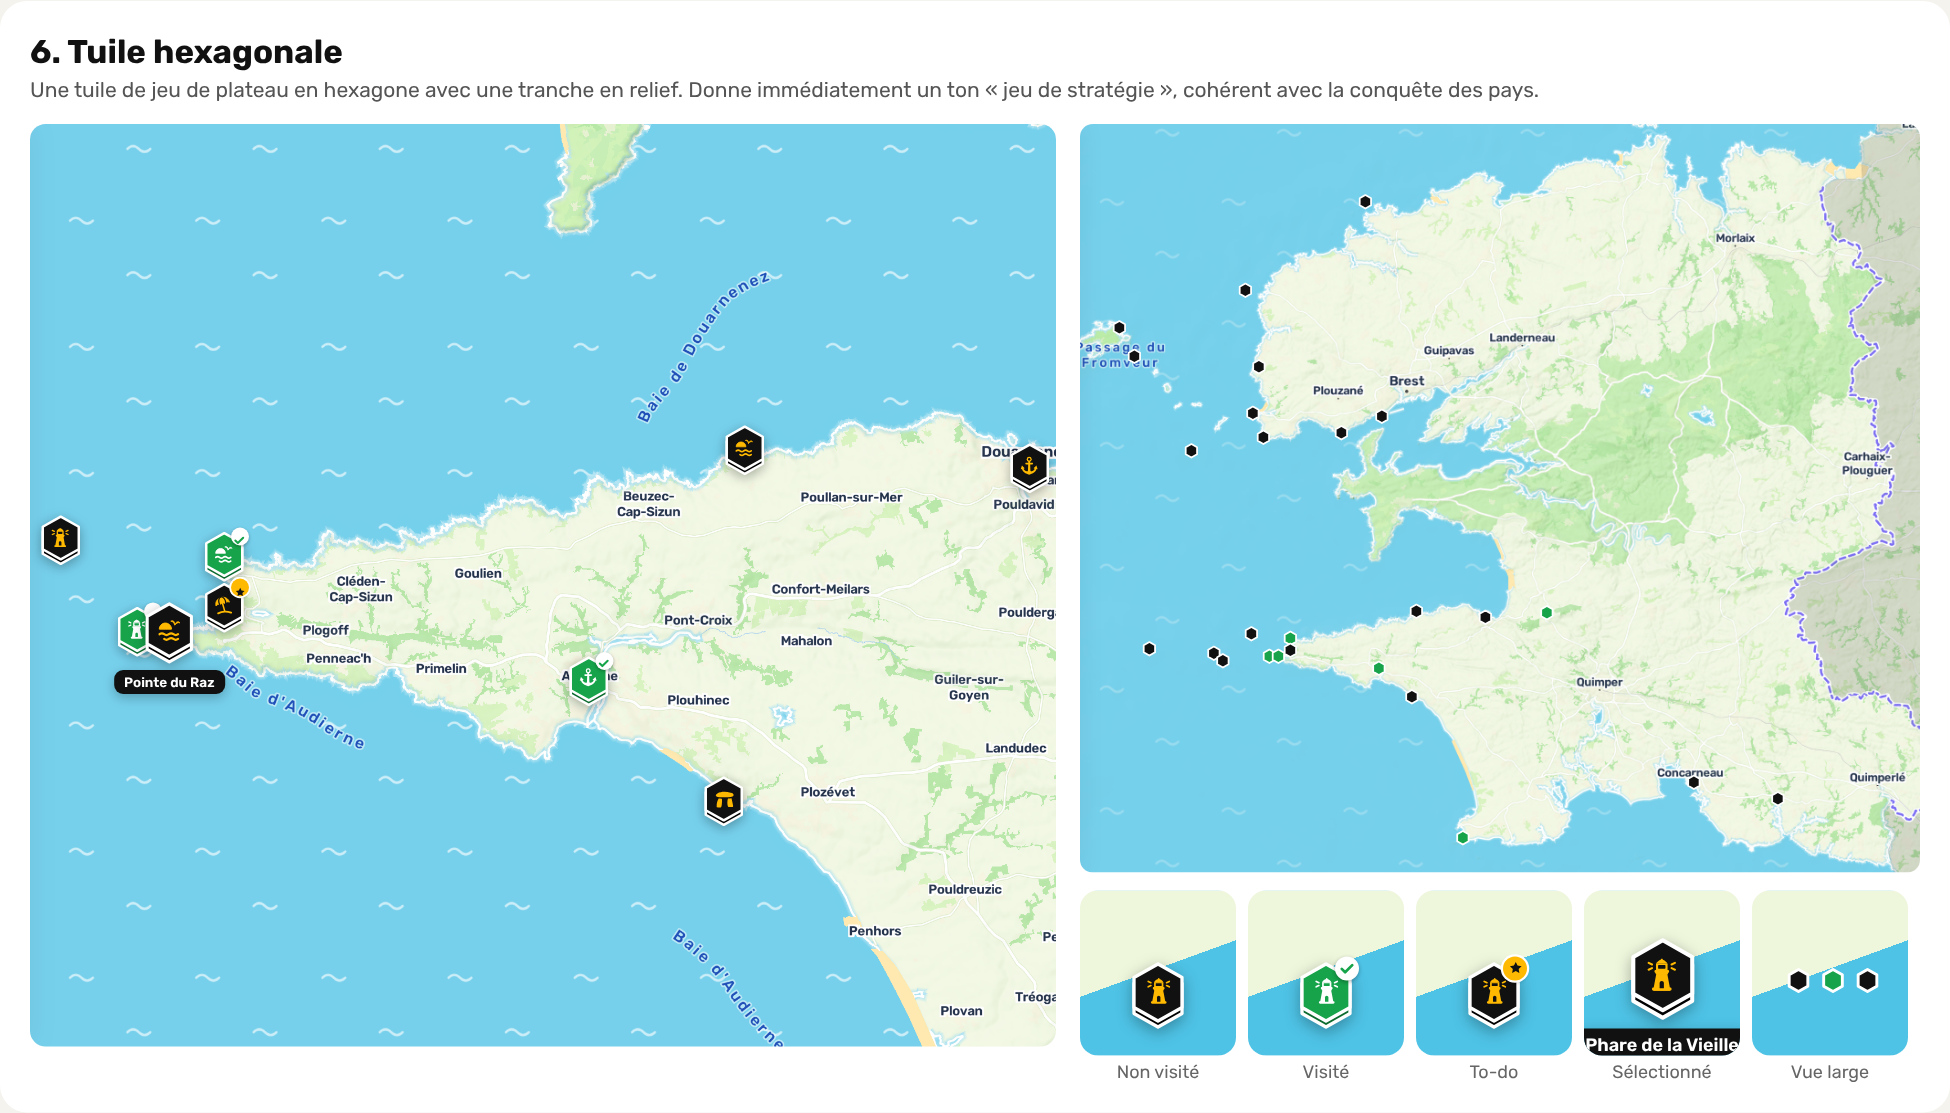 6. Tuile hexagonale
Une tuile de jeu de plateau en hexagone avec une tranche en relief. Donne immédiatement un ton « jeu de stratégie », cohérent avec la conquête des pays.
Baie de Douarnenez
Beuzec-
Cap-Sizun
Poullan-sur-Mer
Pouldavid
Goulien
Cléden-
Cap-Sizun
Confort-Meilars
Plogoff
Pont-Croix
Mahalon
Penneac'h
Primelin
Pointe du Raz
Baie d'Audierne
Plouhinec
Guiler-sur-
Goyen
Landudec
Plozévet
Pouldreuzic
Penhors
Baie d'Audierne
Plovan
Morlaix
Passage du
Fromveur
Landerneau
Guipavas
Brest
Plouzané
Carhaix-
Plouguer
Quimper
Concarneau
Quimperlé
Phare de la Vieille
Non visité
Visité
To-do
Sélectionné
Vue large